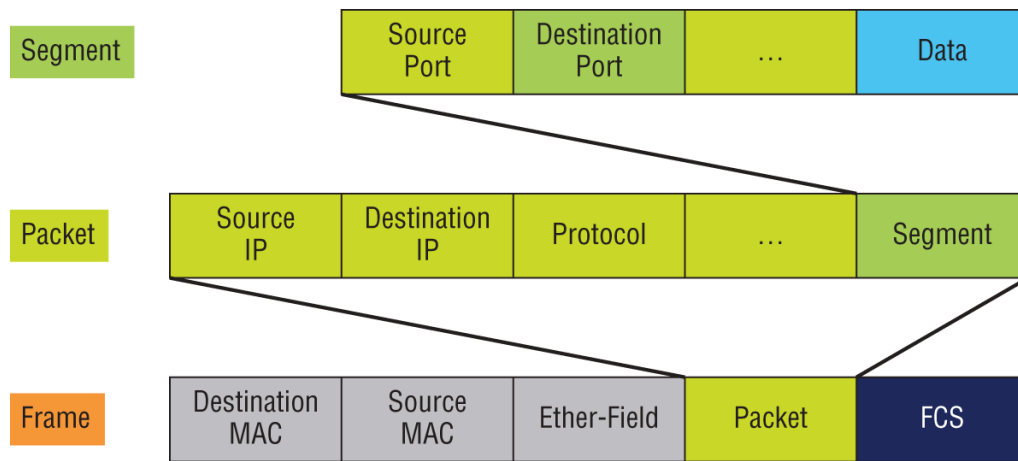 Segment
Source
Port
Destination
Port
...
Data
Packet
Source
IP
Destination
IP
Protocol
...
Segment
Frame
Destination
MAC
Source
MAC
Ether-Field
Packet
FCS